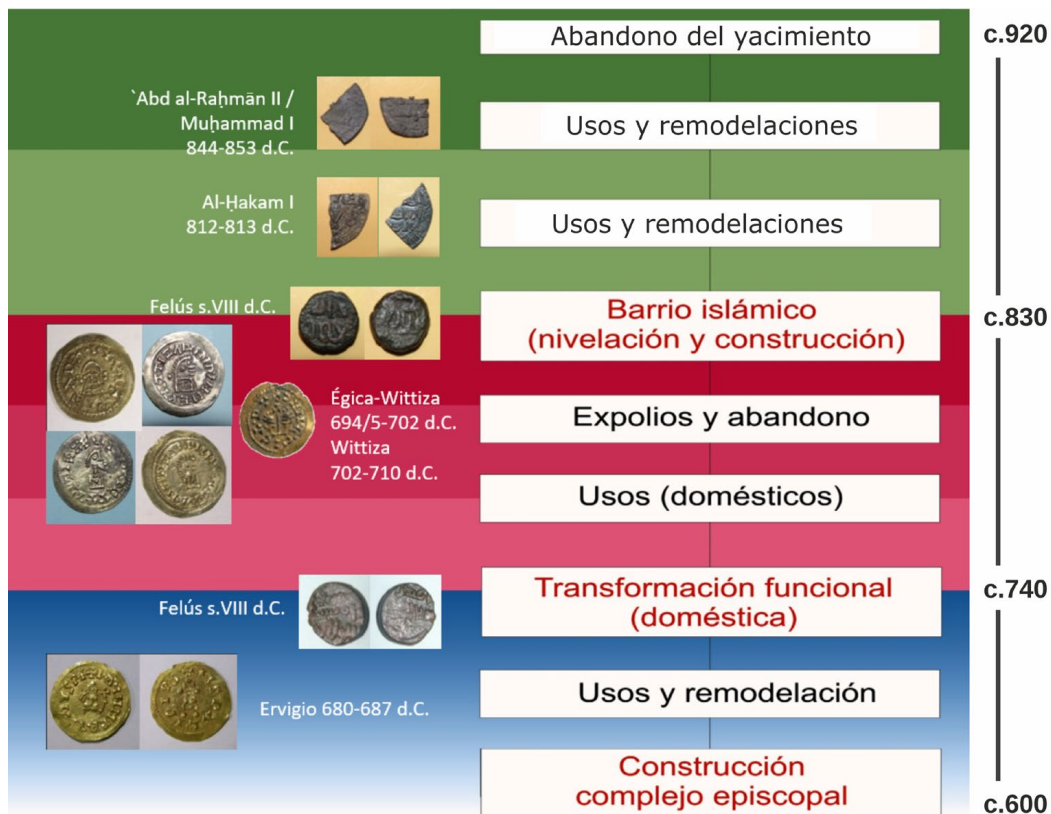 Abandono del yacimiento
c.920
`Abd al-Raḥmān II /
Muḥammad I
844-853 d.C.
Usos y remodelaciones
Al-Ḥakam I
812-813 d.C.
Usos y remodelaciones
Felús s.VIII d.C.
Barrio islámico
(nivelación y construcción)
c.830
Égica-Wittiza
694/5-702 d.C.
Wittiza
702-710 d.C.
Expolios y abandono
Usos (domésticos)
Felús s.VIII d.C.
Transformación funcional
(doméstica)
c.740
Ervigio 680-687 d.C.
Usos y remodelación
Construcción
complejo episcopal
c.600